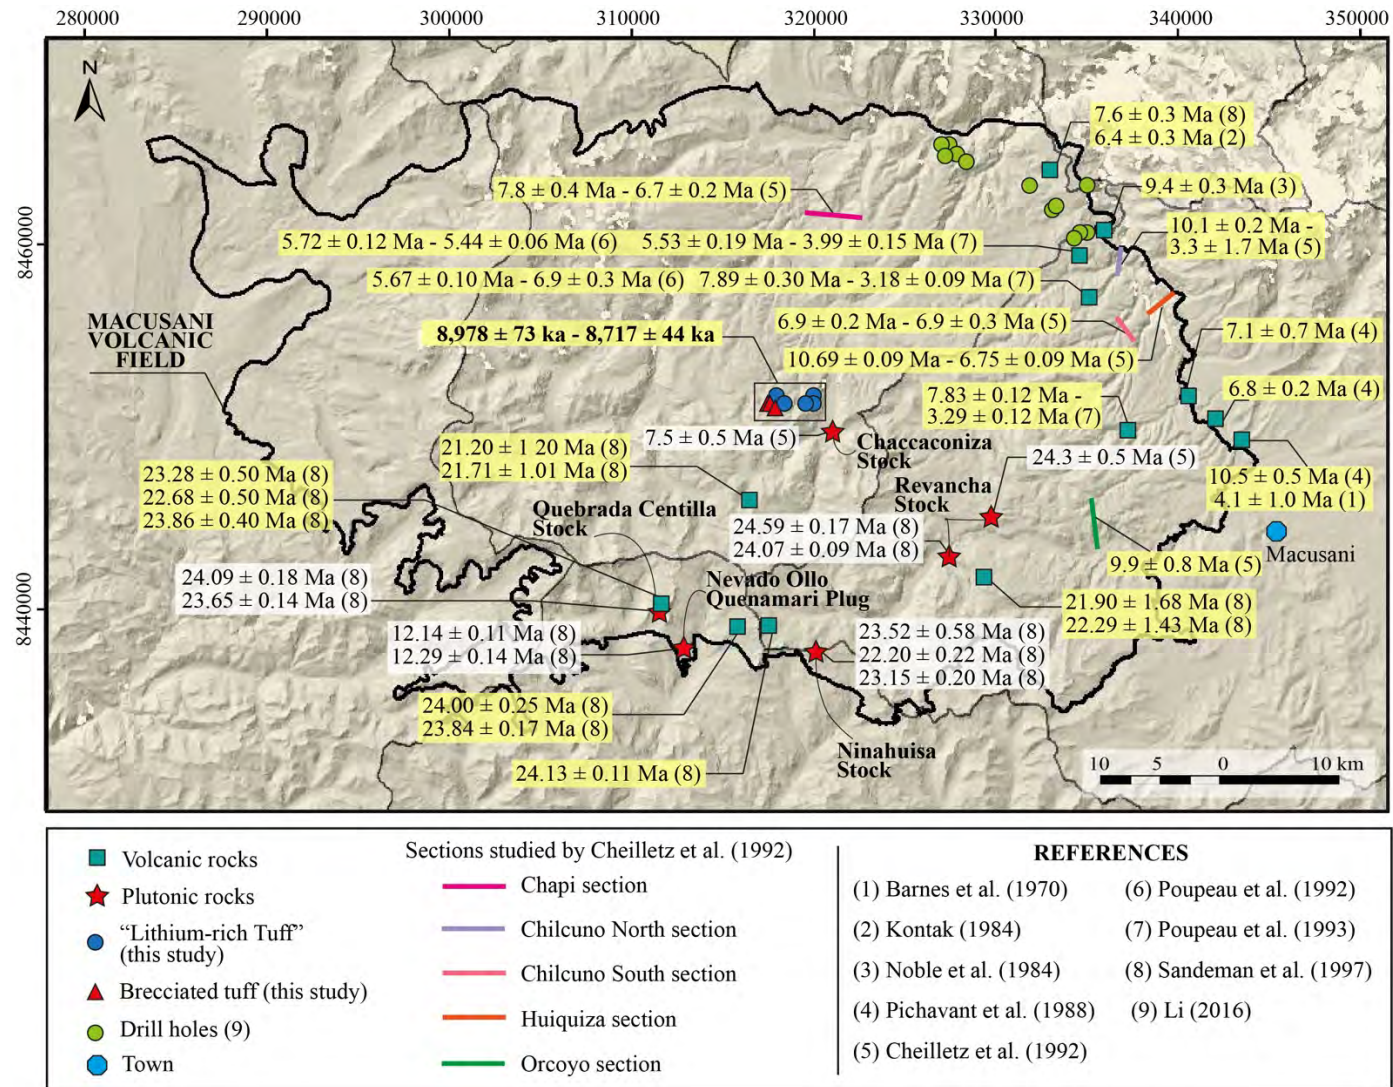 280000
290000
300000
310000
320000
330000
340000
350000
N
8460000
8440000
7.6 ± 0.3 Ma (8)
6.4 ± 0.3 Ma (2)
7.8 ± 0.4 Ma - 6.7 ± 0.2 Ma (5)
9.4 ± 0.3 Ma (3)
10.1 ± 0.2 Ma -
3.3 ± 1.7 Ma (5)
5.72 ± 0.12 Ma - 5.44 ± 0.06 Ma (6)
5.53 ± 0.19 Ma - 3.99 ± 0.15 Ma (7)
5.67 ± 0.10 Ma - 6.9 ± 0.3 Ma (6)
7.89 ± 0.30 Ma - 3.18 ± 0.09 Ma (7)
MACUSANI
VOLCANIC
FIELD
8,978 ± 73 ka - 8,717 ± 44 ka
6.9 ± 0.2 Ma - 6.9 ± 0.3 Ma (5)
10.69 ± 0.09 Ma - 6.75 ± 0.09 Ma (5)
7.1 ± 0.7 Ma (4)
7.83 ± 0.12 Ma -
3.29 ± 0.12 Ma (7)
6.8 ± 0.2 Ma (4)
7.5 ± 0.5 Ma (5)
Chaccaconiza
Stock
21.20 ± 1 20 Ma (8)
21.71 ± 1.01 Ma (8)
24.3 ± 0.5 Ma (5)
23.28 ± 0.50 Ma (8)
22.68 ± 0.50 Ma (8)
23.86 ± 0.40 Ma (8)
10.5 ± 0.5 Ma (4)
4.1 ± 1.0 Ma (1)
Revancha
Stock
Quebrada Centilla
Stock
24.59 ± 0.17 Ma (8)
24.07 ± 0.09 Ma (8)
Macusani
9.9 ± 0.8 Ma (5)
24.09 ± 0.18 Ma (8)
23.65 ± 0.14 Ma (8)
Nevado Ollo
Quenamari Plug
21.90 ± 1.68 Ma (8)
22.29 ± 1.43 Ma (8)
12.14 ± 0.11 Ma (8)
12.29 ± 0.14 Ma (8)
23.52 ± 0.58 Ma (8)
22.20 ± 0.22 Ma (8)
23.15 ± 0.20 Ma (8)
24.00 ± 0.25 Ma (8)
23.84 ± 0.17 Ma (8)
Ninahuisa
Stock
24.13 ± 0.11 Ma (8)
10 5 0 10 km
Volcanic rocks
Plutonic rocks
“Lithium-rich Tuff”
(this study)
Brecciated tuff (this study)
Drill holes (9)
Town
Sections studied by Cheilletz et al. (1992)
Chapi section
Chilcuno North section
Chilcuno South section
Huiquiza section
Orcoyo section
REFERENCES
(1) Barnes et al. (1970)
(2) Kontak (1984)
(3) Noble et al. (1984)
(4) Pichavant et al. (1988)
(5) Cheilletz et al. (1992)
(6) Poupeau et al. (1992)
(7) Poupeau et al. (1993)
(8) Sandeman et al. (1997)
(9) Li (2016)